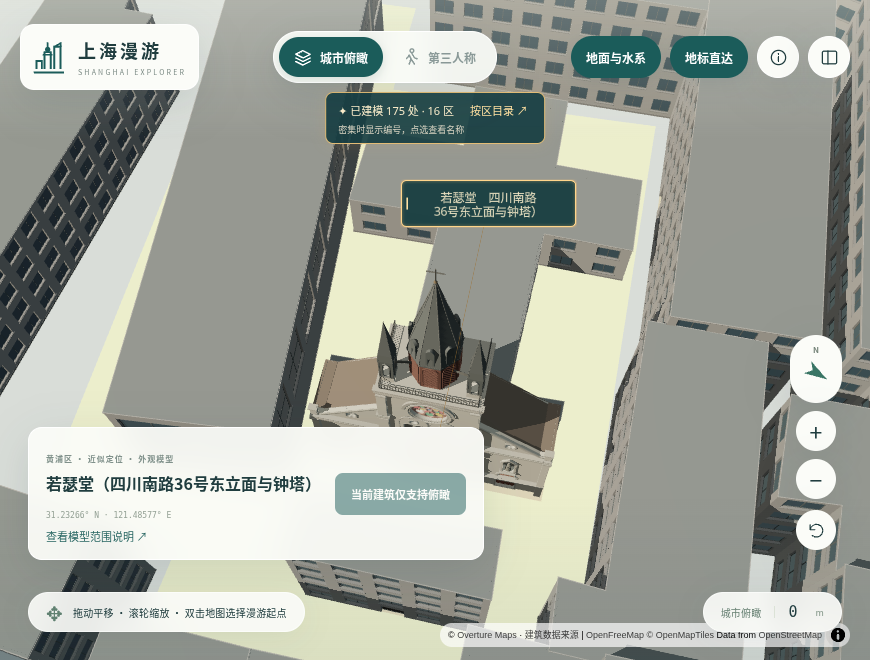 上海漫游
SHANGHAI EXPLORER
城市俯瞰
第三人称
地面与水系
地标直达
✦ 已建模 175 处 · 16 区 按区目录 ↗
密集时显示编号，点选查看名称
若瑟堂 四川南路
36号东立面与钟塔）
N
黄浦区 · 近似定位 · 外观模型
若瑟堂（四川南路36号东立面与钟塔）
当前建筑仅支持俯瞰
31.23266° N · 121.48577° E
查看模型范围说明 ↗
拖动平移 · 滚轮缩放 · 双击地图选择漫游起点
城市俯瞰 0 m
© Overture Maps · 建筑数据来源 | OpenFreeMap © OpenMapTiles Data from OpenStreetMap